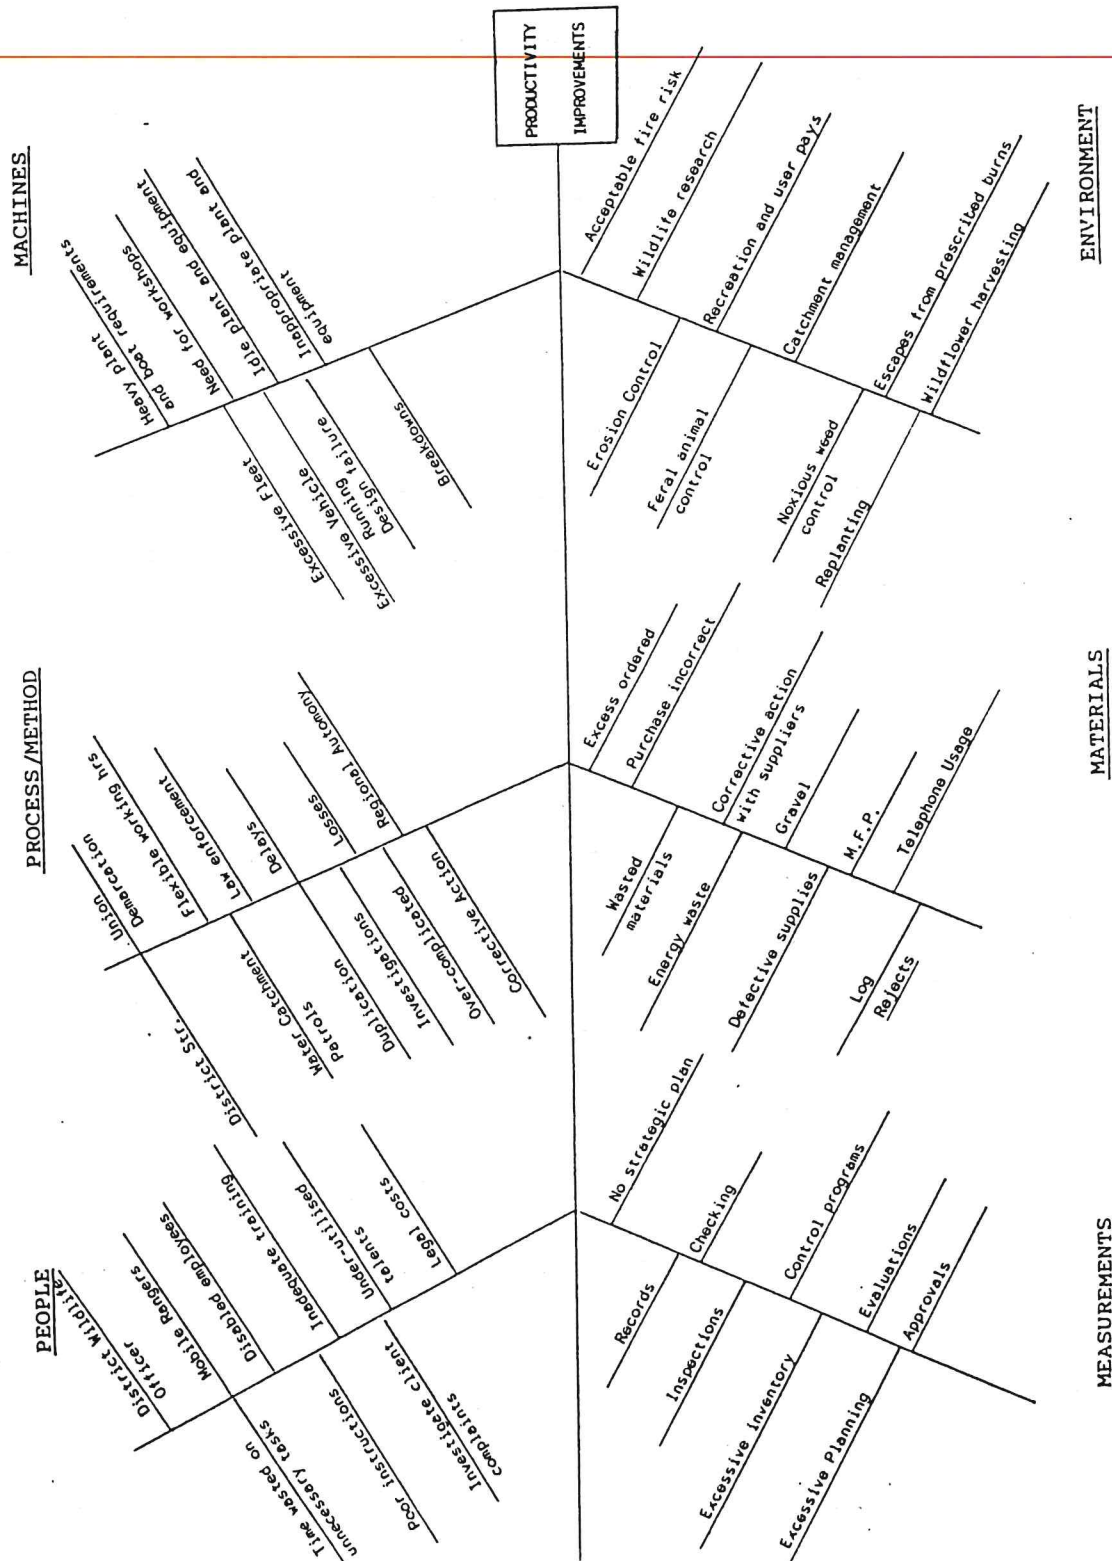 PRODUCTIVITY
IMPROVEMENTS
MACHINES
Heavy plant
and boat requirements
Need for workshops
Idle plant and equipment
Inappropriate plant and
equipment
Excessive Fleet
Excessive Vehicle
Running
Design failure
Breakdowns
ENVIRONMENT
Acceptable fire risk
Wildlife research
Recreation and user pays
Catchment management
Escapes from prescribed burns
Wildflower harvesting
Erosion Control
Feral animal
control
Noxious weed
control
Replanting
PROCESS/METHOD
Union
Demarcation
Flexible working hrs
Law enforcement
Delays
Losses
Regional Automony
District Str.
Water Catchment
Patrols
Duplication
Investigations
Over-complicated
Corrective Action
MATERIALS
Excess ordered
Purchase incorrect
Corrective action
with suppliers
Gravel
M.F.P.
Telephone Usage
Wasted
materials
Energy waste
Defective supplies
Log
Rejects
PEOPLE
District Wildlife
Officer
Mobile Rangers
Disabled employees
Inadequate training
Under-utilised
talents
Legal costs
Time wasted on
unnecessary tasks
Poor instructions
Investigate client
complaints
MEASUREMENTS
No strategic plan
Checking
Control programs
Evaluations
Approvals
Records
Inspections
Excessive inventory
Excessive Planning